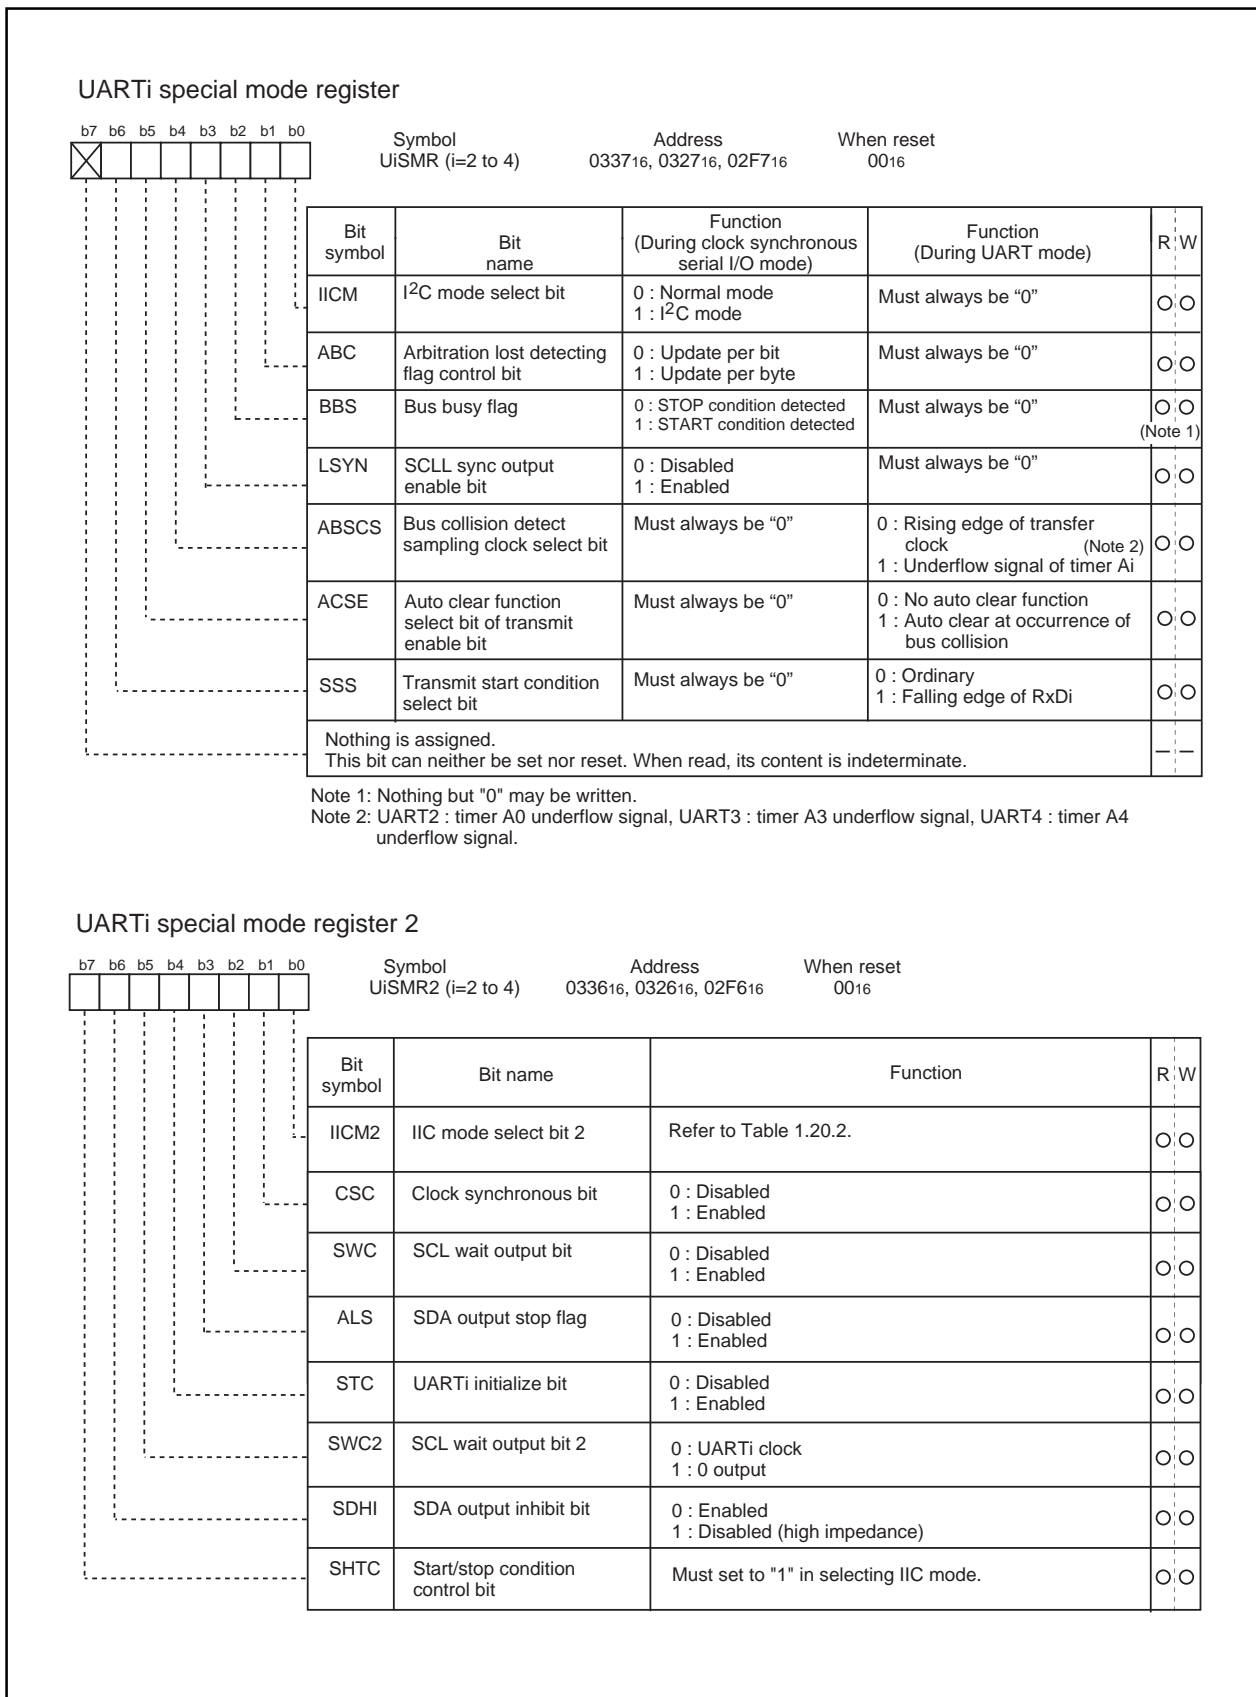 UARTi special mode register
b7 b6 b5 b4 b3 b2 b1 b0
Symbol Address When reset
UiSMR (i=2 to 4) 033716, 032716, 02F716 0016
Bit symbol Bit name Function (During clock synchronous serial I/O mode) Function (During UART mode) R W
IICM I2C mode select bit 0 : Normal mode Must always be “0”
1 : I2C mode
ABC Arbitration lost detecting 0 : Update per bit Must always be “0”
flag control bit 1 : Update per byte
BBS Bus busy flag 0 : STOP condition detected Must always be “0”
1 : START condition detected (Note 1)
LSYN SCLL sync output 0 : Disabled Must always be “0”
enable bit 1 : Enabled
ABSCS Bus collision detect Must always be “0” 0 : Rising edge of transfer
sampling clock select bit clock (Note 2)
1 : Underflow signal of timer Ai
ACSE Auto clear function Must always be “0” 0 : No auto clear function
select bit of transmit 1 : Auto clear at occurrence of
enable bit bus collision
SSS Transmit start condition Must always be “0” 0 : Ordinary
select bit 1 : Falling edge of RxDi
Nothing is assigned.
This bit can neither be set nor reset. When read, its content is indeterminate.
Note 1: Nothing but "0" may be written.
Note 2: UART2 : timer A0 underflow signal, UART3 : timer A3 underflow signal, UART4 : timer A4
underflow signal.
UARTi special mode register 2
b7 b6 b5 b4 b3 b2 b1 b0
Symbol Address When reset
UiSMR2 (i=2 to 4) 033616, 032616, 02F616 0016
Bit symbol Bit name Function R W
IICM2 IIC mode select bit 2 Refer to Table 1.20.2.
CSC Clock synchronous bit 0 : Disabled
1 : Enabled
SWC SCL wait output bit 0 : Disabled
1 : Enabled
ALS SDA output stop flag 0 : Disabled
1 : Enabled
STC UARTi initialize bit 0 : Disabled
1 : Enabled
SWC2 SCL wait output bit 2 0 : UARTi clock
1 : 0 output
SDHI SDA output inhibit bit 0 : Enabled
1 : Disabled (high impedance)
SHTC Start/stop condition Must set to "1" in selecting IIC mode.
control bit